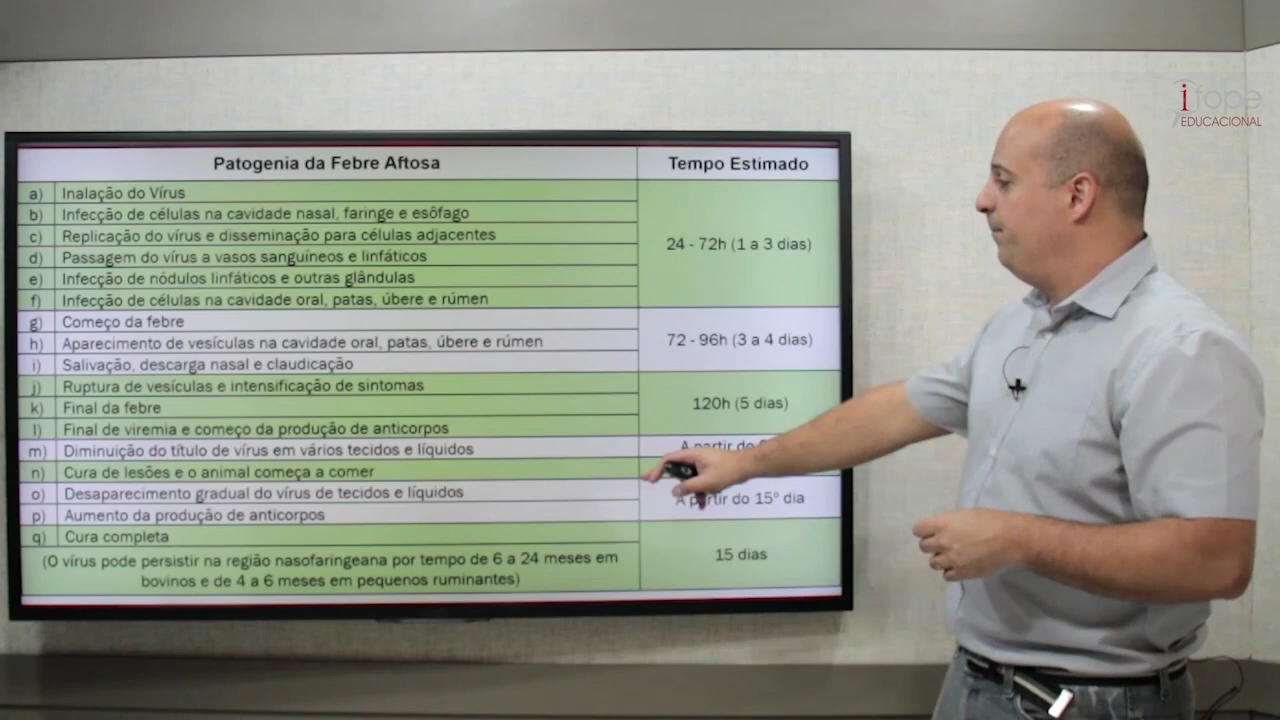 ifope
EDUCACIONAL
Patogenia da Febre Aftosa
Tempo Estimado
a) Inalação do Vírus
b) Infecção de células na cavidade nasal, faringe e esôfago
c) Replicação do vírus e disseminação para células adjacentes
d) Passagem do vírus a vasos sanguíneos e linfáticos
e) Infecção de nódulos linfáticos e outras glândulas
f) Infecção de células na cavidade oral, patas, úbere e rúmen
24 - 72h (1 a 3 dias)
g) Começo da febre
h) Aparecimento de vesículas na cavidade oral, patas, úbere e rúmen
i) Salivação, descarga nasal e claudicação
72 - 96h (3 a 4 dias)
j) Ruptura de vesículas e intensificação de sintomas
k) Final da febre
l) Final de viremia e começo da produção de anticorpos
120h (5 dias)
m) Diminuição do título de vírus em vários tecidos e líquidos
A partir do
n) Cura de lesões e o animal começa a comer
o) Desaparecimento gradual do vírus de tecidos e líquidos
p) Aumento da produção de anticorpos
A partir do 15º dia
q) Cura completa
(O vírus pode persistir na região nasofaringeana por tempo de 6 a 24 meses em
bovinos e de 4 a 6 meses em pequenos ruminantes)
15 dias